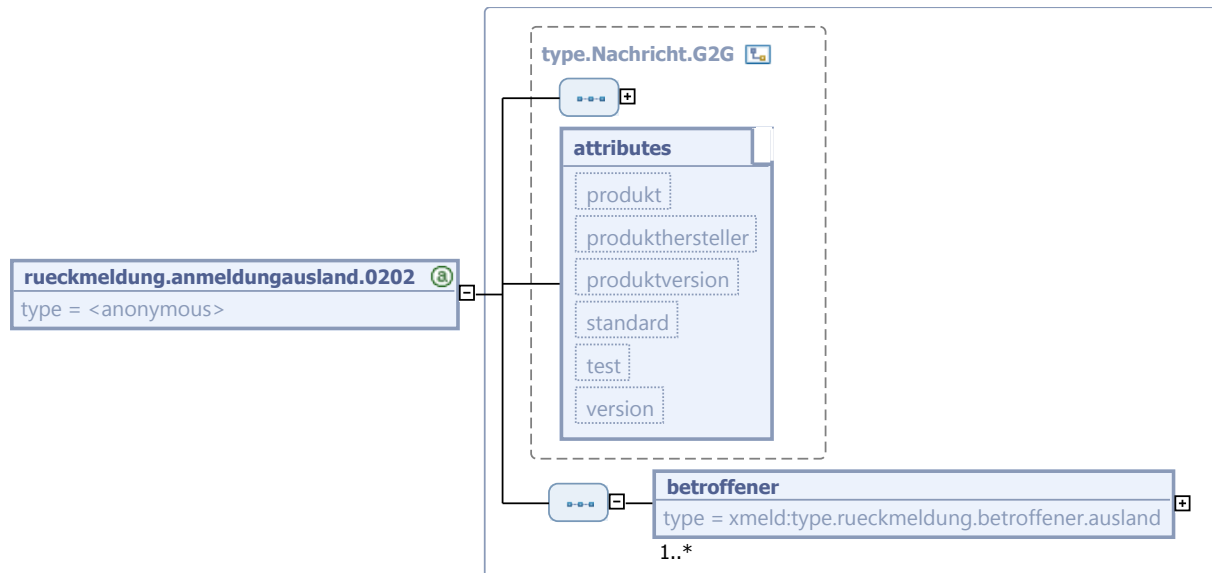 type.Nachricht.G2G
attributes
produkt
produkthersteller
produktversion
standard
test
version
rueckmeldung.anmeldungausland.0202
type = <anonymous>
betroffener
type = xmeld:type.rueckmeldung.betroffener.ausland
1..*